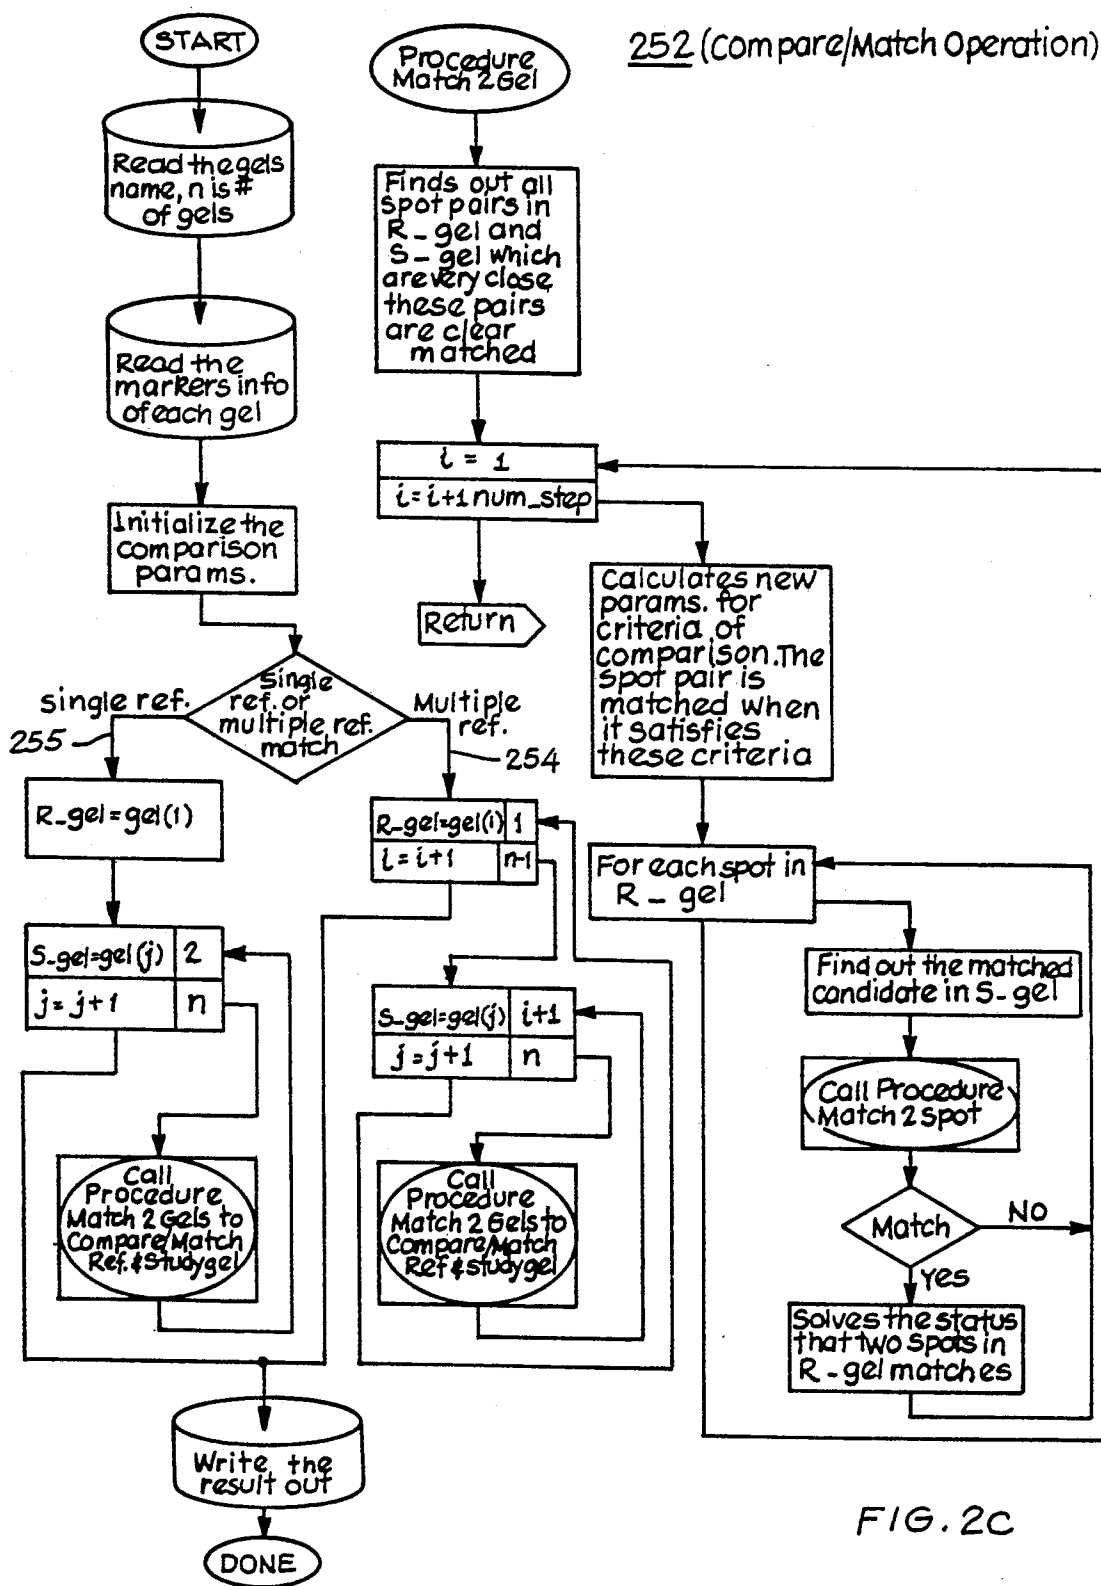 252 (Compare/Match Operation)
START
Read the gels
name, n is #
of gels
Read the
markers info
of each gel
Initialize the
comparison
params.
Single
ref. or
multiple ref.
match
single ref.
255
Multiple
ref.
254
R_gel=gel(1)
S_gel=gel(j) 2
j=j+1 n
Call
Procedure
Match 2 Gels to
Compare/Match
Ref. & Study gel
R_gel=gel(i) 1
i=i+1 n-1
S_gel=gel(j) i+1
j=j+1 n
Call
Procedure
Match 2 Gels to
Compare/Match
Ref & study gel
Write the
result out
DONE
Procedure
Match 2 Gel
Finds out all
spot pairs in
R_gel and
S_gel which
are very close,
these pairs
are clear
matched
i = 1
i=i+1 num_step
Return
Calculates new
params. for
criteria of
comparison. The
spot pair is
matched when
it satisfies
these criteria
For each spot in
R_gel
Find out the matched
candidate in S-gel
Call Procedure
Match 2 Spot
Match
NO
Yes
Solves the status
that two spots in
R_gel matches
FIG. 2C